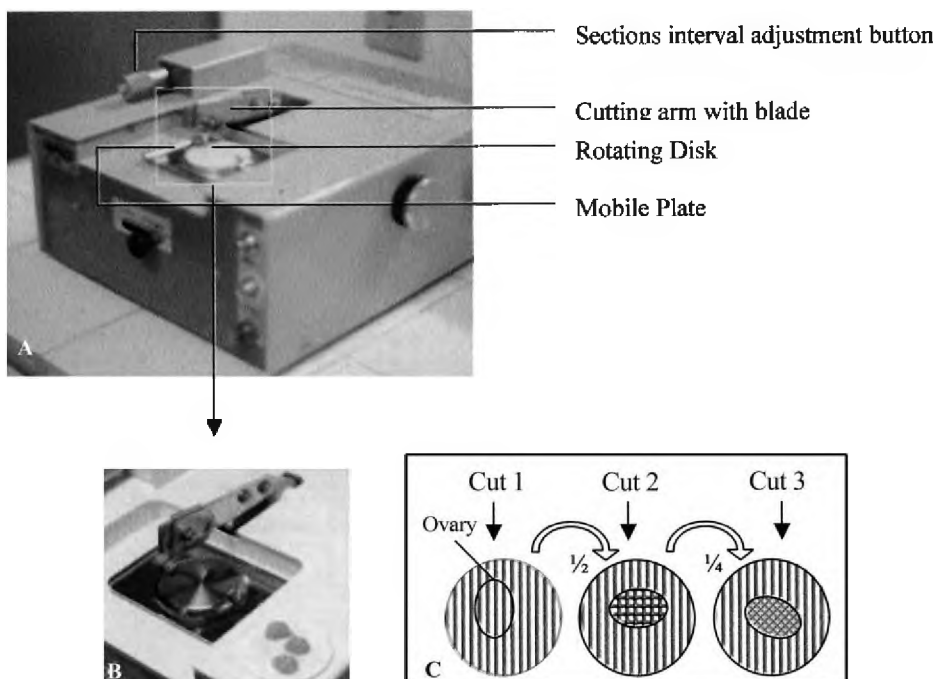 Sections interval adjustment button
Cutting arm with blade
Rotating Disk
Mobile Plate
A
B
Cut 1
Cut 2
Cut 3
Ovary
½
¼
C